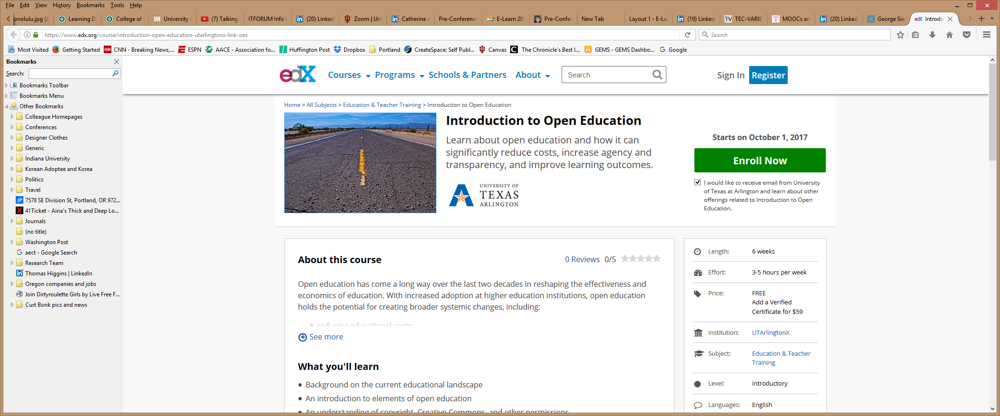 File Edit View History Bookmarks Tools Help
onolulu.jpg (JI Learning D College of University (7) Talking ITFORUM Info (20) Linked Zoom | Uni Catherine Pre-Conference E-Learn 201 Pre-Confer New Tab Layout 1 - E-Le (19) Linked TEC-VARIE MOOCs an (20) Linked George Sie Introdu
https://www.edx.org/course/introduction-open-education-utarlingtonx-link-oex Search
Most Visited Getting Started CNN - Breaking News,... ESPN AACE - Association fo... Huffington Post Dropbox Portland CreateSpace: Self Publ... Canvas The Chronicle's Best I... GEMS - GEMS Dashbo... Google
Bookmarks
Search:
Bookmarks Toolbar
Bookmarks Menu
Other Bookmarks
Colleague Homepages
Conferences
Designer Clothes
Generic
Indiana University
Korean Adoptee and Korea
Politics
Travel
7578 SE Division St, Portland, OR 972...
41Ticket - Aina's Thick and Deep Lo...
Journals
(no title)
Washington Post
aect - Google Search
Research Team
Thomas Higgins | LinkedIn
Oregon companies and jobs
Join Dirtyroulette Girls by Live Free F...
Curt Bonk pics and news
edX Courses Programs Schools & Partners About Search: Sign In Register
Home > All Subjects > Education & Teacher Training > Introduction to Open Education
Introduction to Open Education
Learn about open education and how it can
significantly reduce costs, increase agency and
transparency, and improve learning outcomes.
UNIVERSITY OF
TEXAS
ARLINGTON
Starts on October 1, 2017
Enroll Now
I would like to receive email from University
of Texas at Arlington and learn about other
offerings related to Introduction to Open
Education.
About this course 0 Reviews 0/5
Open education has come a long way over the last two decades in reshaping the effectiveness and
economics of education. With increased adoption at higher education institutions, open education
holds the potential for creating broader systemic changes, including:
reducing educational costs;
See more
What you'll learn
Background on the current educational landscape
An introduction to elements of open education
An understanding of copyright, Creative Commons, and other permissions
Length: 6 weeks
Effort: 3-5 hours per week
Price: FREE
Add a Verified
Certificate for $59
Institution: UTArlingtonX
Subject: Education & Teacher
Training
Level: Introductory
Languages: English